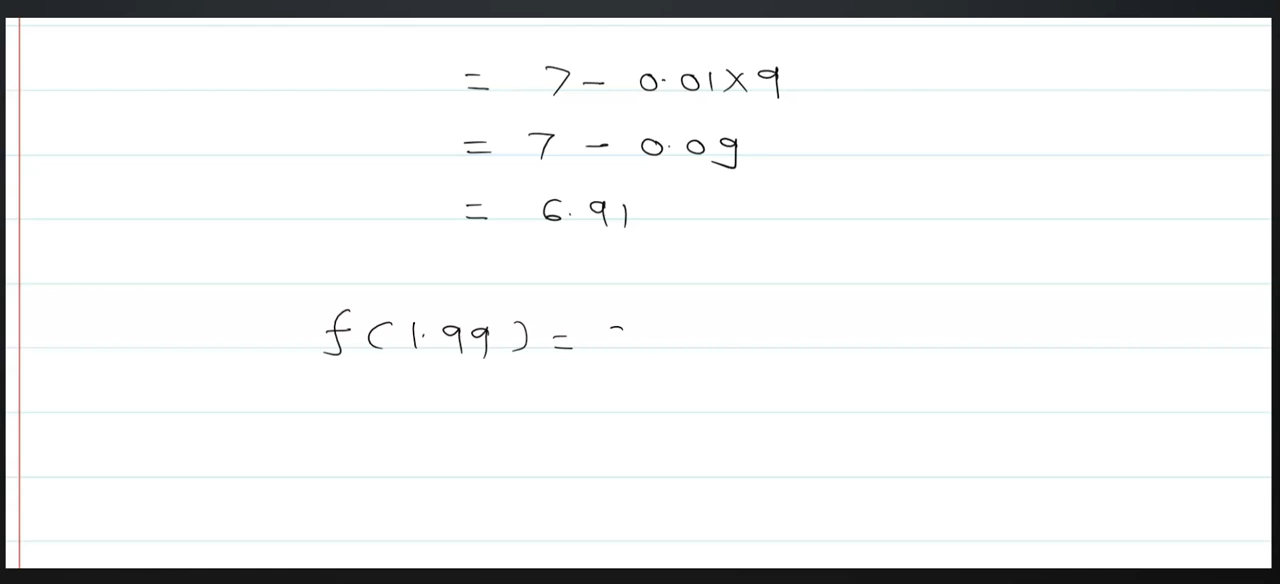 = 7 - 0.01×9
= 7 - 0.09
= 6.91
f(1.99) =